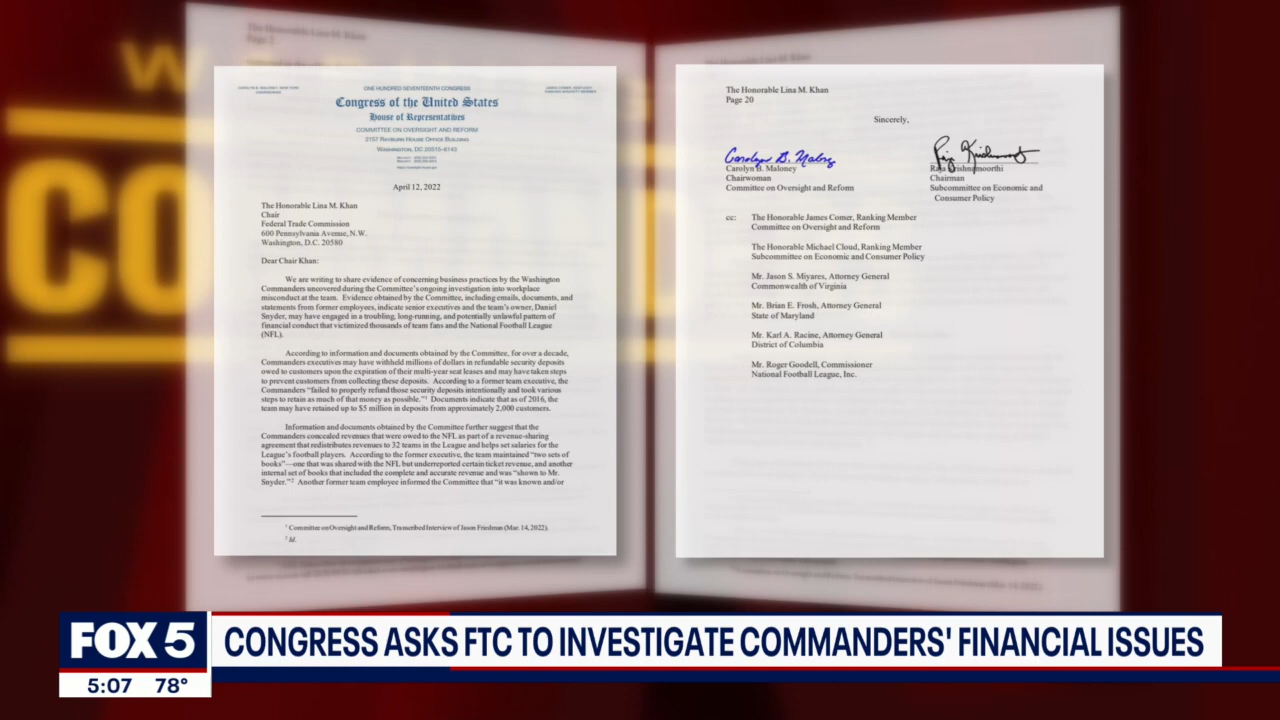 The Honorable Lina M. Khan
CO
CAROLYN B. MALONEY, NEW YORK
CHAIRWOMAN
ONE HUNDRED SEVENTEENTH CONGRESS
JAMES COMER, KENTUCKY
RANKING MINORITY MEMBER
Congress of the United States
House of Representatives
COMMITTEE ON OVERSIGHT AND REFORM
2157 RAYBURN HOUSE OFFICE BUILDING
WASHINGTON, DC 20515–6143
April 12, 2022
The Honorable Lina M. Khan
Chair
Federal Trade Commission
600 Pennsylvania Avenue, N.W.
Washington, D.C. 20580
Dear Chair Khan:
We are writing to share evidence of concerning business practices by the Washington
Commanders uncovered during the Committee's ongoing investigation into workplace
misconduct at the team. Evidence obtained by the Committee, including emails, documents, and
statements from former employees, indicate senior executives and the team's owner, Daniel
Snyder, may have engaged in a troubling, long-running, and potentially unlawful pattern of
financial conduct that victimized thousands of team fans and the National Football League
(NFL).
According to information and documents obtained by the Committee, for over a decade,
Commanders executives may have withheld millions of dollars in refundable security deposits
owed to customers upon the expiration of their multi-year seat leases and may have taken steps
to prevent customers from collecting these deposits. According to a former team executive, the
Commanders "failed to properly refund those security deposits intentionally and took various
steps to retain as much of that money as possible."1 Documents indicate that as of 2016, the
team may have retained up to $5 million in deposits from approximately 2,000 customers.
Information and documents obtained by the Committee further suggest that the
Commanders concealed revenues that were owed to the NFL as part of a revenue-sharing
agreement that redistributes revenues to 32 teams in the League and helps set salaries for the
League's football players. According to the former executive, the team maintained "two sets of
books"—one that was shared with the NFL but underreported certain ticket revenue, and another
internal set of books that included the complete and accurate revenue and was "shown to Mr.
Snyder."2 Another former team employee informed the Committee that "it was known and/or
1 Committee on Oversight and Reform, Transcribed Interview of Jason Friedman (Mar. 14, 2022).
2 Id.
The Honorable Lina M. Khan
Page 20
Sincerely,
Carolyn B. Maloney
Carolyn B. Maloney
Chairwoman
Committee on Oversight and Reform
Raja Krishnamoorthi
Chairman
Subcommittee on Economic and
Consumer Policy
cc: The Honorable James Comer, Ranking Member
Committee on Oversight and Reform
The Honorable Michael Cloud, Ranking Member
Subcommittee on Economic and Consumer Policy
Mr. Jason S. Miyares, Attorney General
Commonwealth of Virginia
Mr. Brian E. Frosh, Attorney General
State of Maryland
Mr. Karl A. Racine, Attorney General
District of Columbia
Mr. Roger Goodell, Commissioner
National Football League, Inc.
FOX 5
CONGRESS ASKS FTC TO INVESTIGATE COMMANDERS' FINANCIAL ISSUES
5:07 78°